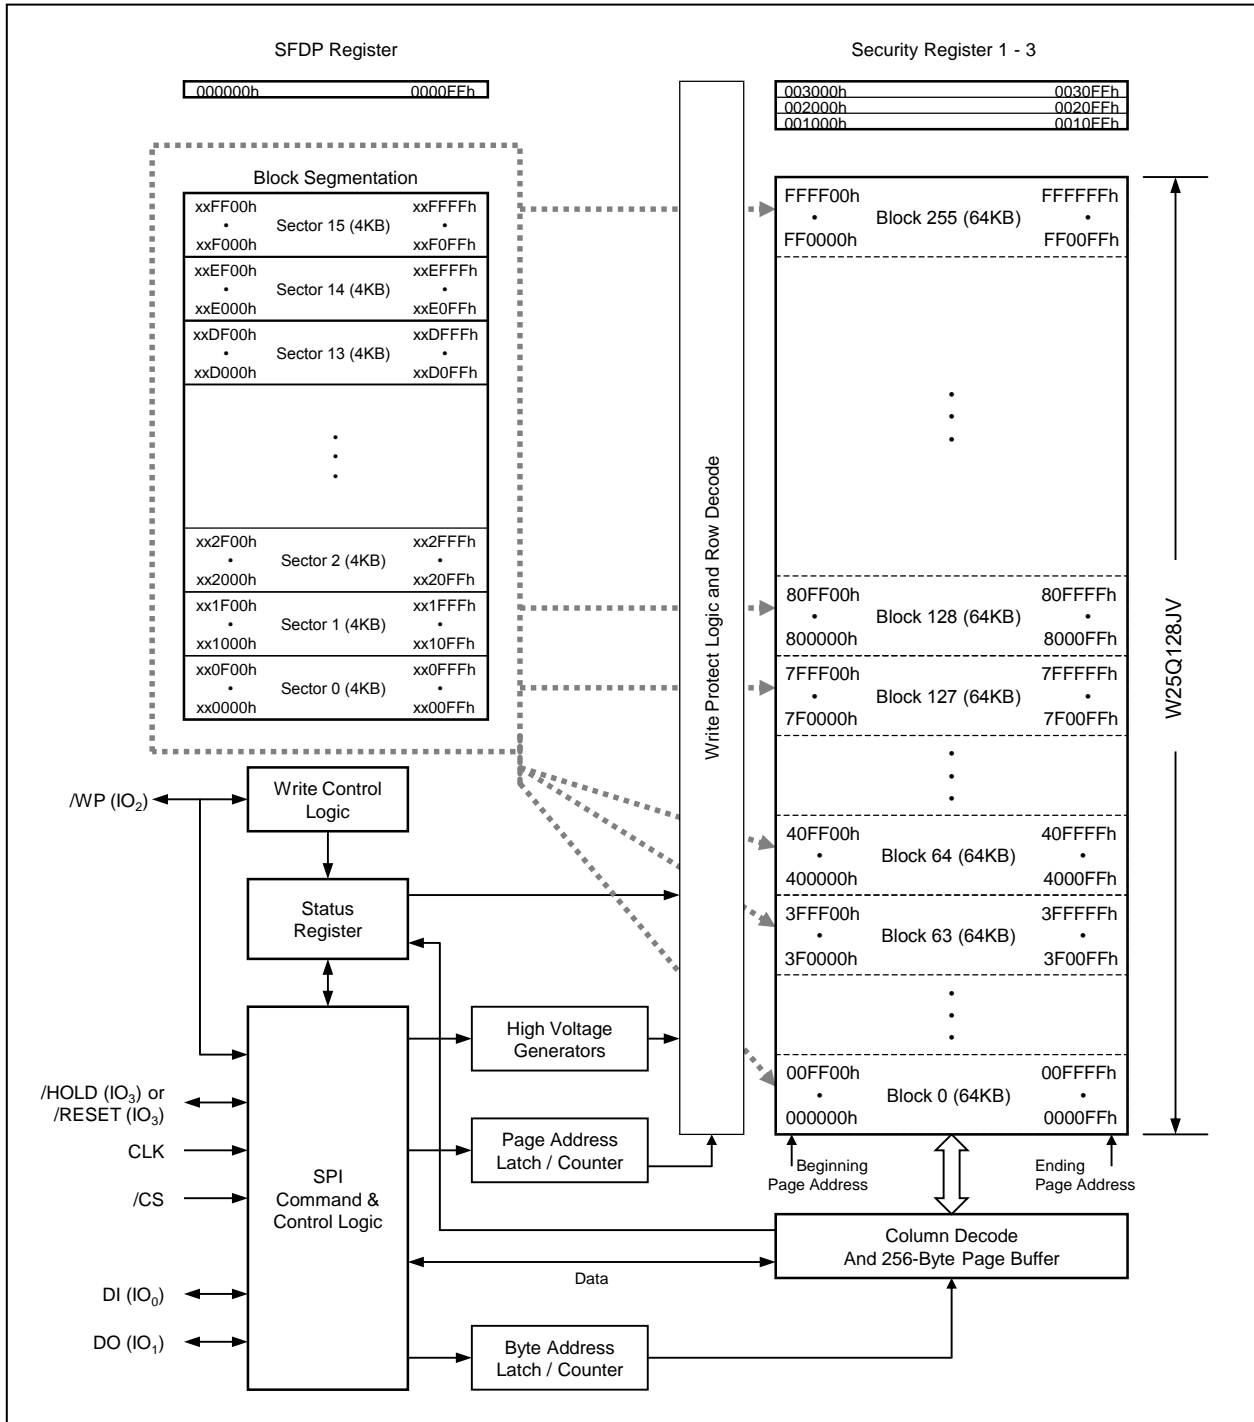 SFDP Register
000000h 0000FFh
Security Register 1 - 3
003000h 0030FFh
002000h 0020FFh
001000h 0010FFh
Block Segmentation
xxFF00h xxFFFFh
• Sector 15 (4KB) •
xxF000h xxF0FFh
xxEF00h xxEFFFh
• Sector 14 (4KB) •
xxE000h xxE0FFh
xxDF00h xxDFFFh
• Sector 13 (4KB) •
xxD000h xxD0FFh
xx2F00h xx2FFFh
• Sector 2 (4KB) •
xx2000h xx20FFh
xx1F00h xx1FFFh
• Sector 1 (4KB) •
xx1000h xx10FFh
xx0F00h xx0FFFh
• Sector 0 (4KB) •
xx0000h xx00FFh
Write Protect Logic and Row Decode
FFFF00h FFFFFFh
• Block 255 (64KB) •
FF0000h FF00FFh
80FF00h 80FFFFh
• Block 128 (64KB) •
800000h 8000FFh
7FFF00h 7FFFFFh
• Block 127 (64KB) •
7F0000h 7F00FFh
40FF00h 40FFFFh
• Block 64 (64KB) •
400000h 4000FFh
3FFF00h 3FFFFFh
• Block 63 (64KB) •
3F0000h 3F00FFh
00FF00h 00FFFFh
• Block 0 (64KB) •
000000h 0000FFh
W25Q128JV
Beginning
Page Address
Ending
Page Address
/WP (IO₂)
Write Control
Logic
Status
Register
/HOLD (IO₃) or
/RESET (IO₃)
CLK
/CS
DI (IO₀)
DO (IO₁)
SPI
Command &
Control Logic
High Voltage
Generators
Page Address
Latch / Counter
Column Decode
And 256-Byte Page Buffer
Data
Byte Address
Latch / Counter